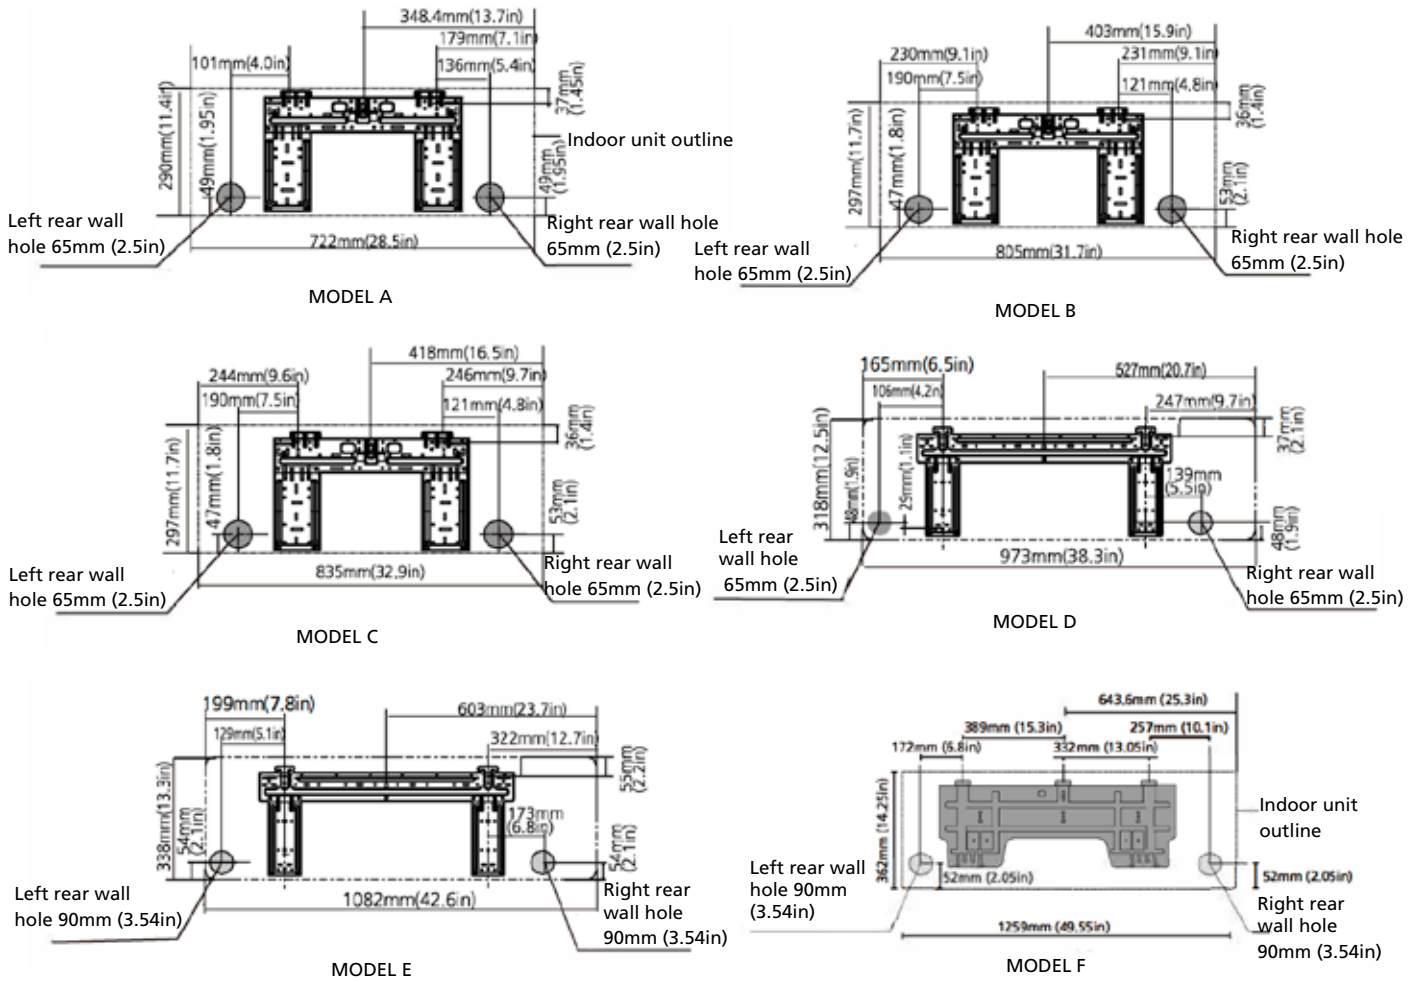 348.4mm(13.7in)
179mm(7.1in)
101mm(4.0in)
136mm(5.4in)
37mm
(1.45in)
290mm(11.4in)
49mm(1.95in)
Indoor unit outline
49mm
(1.95in)
Left rear wall
hole 65mm (2.5in)
Right rear wall hole
65mm (2.5in)
722mm(28.5in)
MODEL A
403mm(15.9in)
230mm(9.1in)
231mm(9.1in)
190mm(7.5in)
121mm(4.8in)
36mm
(1.4in)
297mm(11.7in)
47mm(1.8in)
53mm
(2.1in)
Left rear wall
hole 65mm (2.5in)
Right rear wall hole
65mm (2.5in)
805mm(31.7in)
MODEL B
418mm(16.5in)
244mm(9.6in)
246mm(9.7in)
190mm(7.5in)
121mm(4.8in)
36mm
(1.4in)
297mm(11.7in)
47mm(1.8in)
53mm
(2.1in)
Left rear wall
hole 65mm (2.5in)
Right rear wall
hole 65mm (2.5in)
835mm(32.9in)
MODEL C
165mm(6.5in)
527mm(20.7in)
106mm(4.2in)
247mm(9.7in)
37mm
(2.1in)
318mm(12.5in)
48mm(1.9in)
29mm(1.1in)
139mm
(5.5in)
48mm
(1.9in)
Left rear
wall hole
65mm (2.5in)
Right rear wall
hole 65mm (2.5in)
973mm(38.3in)
MODEL D
199mm(7.8in)
603mm(23.7in)
129mm(5.1in)
322mm(12.7in)
55mm
(2.2in)
338mm(13.3in)
54mm
(2.1in)
173mm
(6.8in)
54mm
(2.1in)
Left rear wall
hole 90mm (3.54in)
Right rear
wall hole
90mm (3.54in)
1082mm(42.6in)
MODEL E
643.6mm (25.3in)
389mm (15.3in)
257mm (10.1in)
172mm (6.8in)
332mm (13.05in)
362mm (14.25in)
Indoor unit
outline
52mm (2.05in)
52mm (2.05in)
Left rear wall
hole 90mm
(3.54in)
Right rear
wall hole
90mm (3.54in)
1259mm (49.55in)
MODEL F